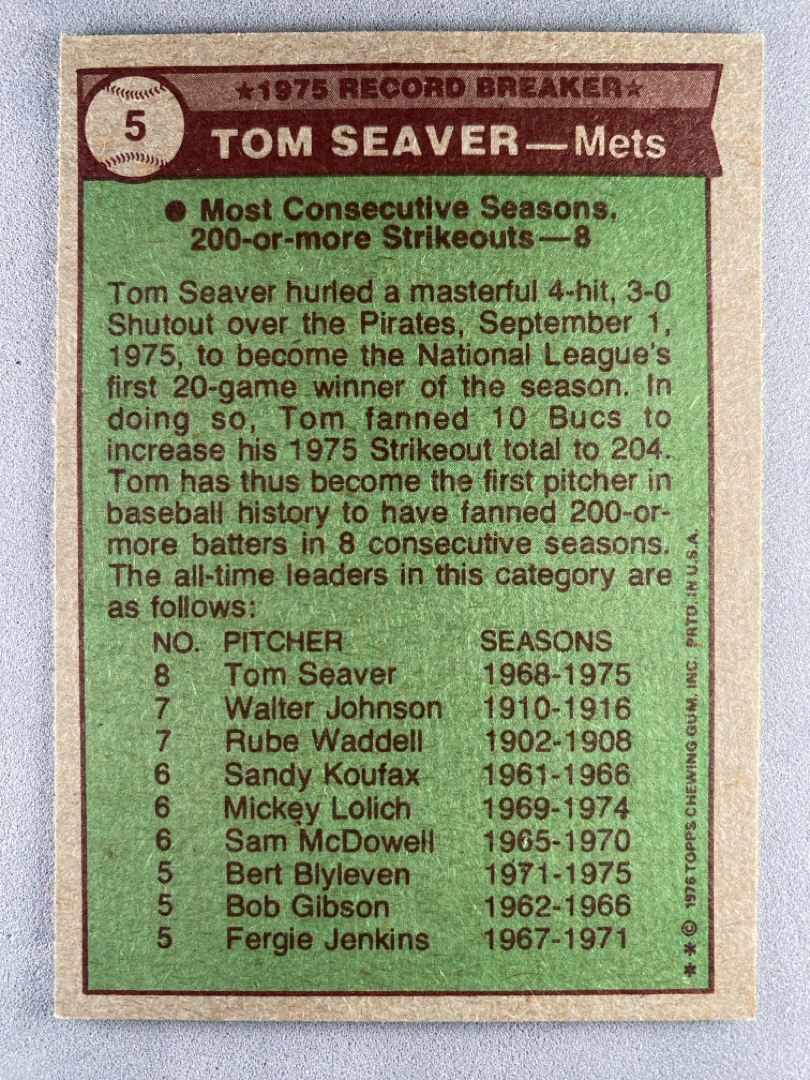 5
★1975 RECORD BREAKER★
TOM SEAVER—Mets
● Most Consecutive Seasons,
200-or-more Strikeouts—8
Tom Seaver hurled a masterful 4-hit, 3-0
Shutout over the Pirates, September 1,
1975, to become the National League's
first 20-game winner of the season. In
doing so, Tom fanned 10 Bucs to
increase his 1975 Strikeout total to 204.
Tom has thus become the first pitcher in
baseball history to have fanned 200-or-
more batters in 8 consecutive seasons.
The all-time leaders in this category are
as follows:
NO. PITCHER SEASONS
8 Tom Seaver 1968-1975
7 Walter Johnson 1910-1916
7 Rube Waddell 1902-1908
6 Sandy Koufax 1961-1966
6 Mickey Lolich 1969-1974
6 Sam McDowell 1965-1970
5 Bert Blyleven 1971-1975
5 Bob Gibson 1962-1966
5 Fergie Jenkins 1967-1971
✱✱© 1976 TOPPS CHEWING GUM, INC. PRTD. IN U.S.A.